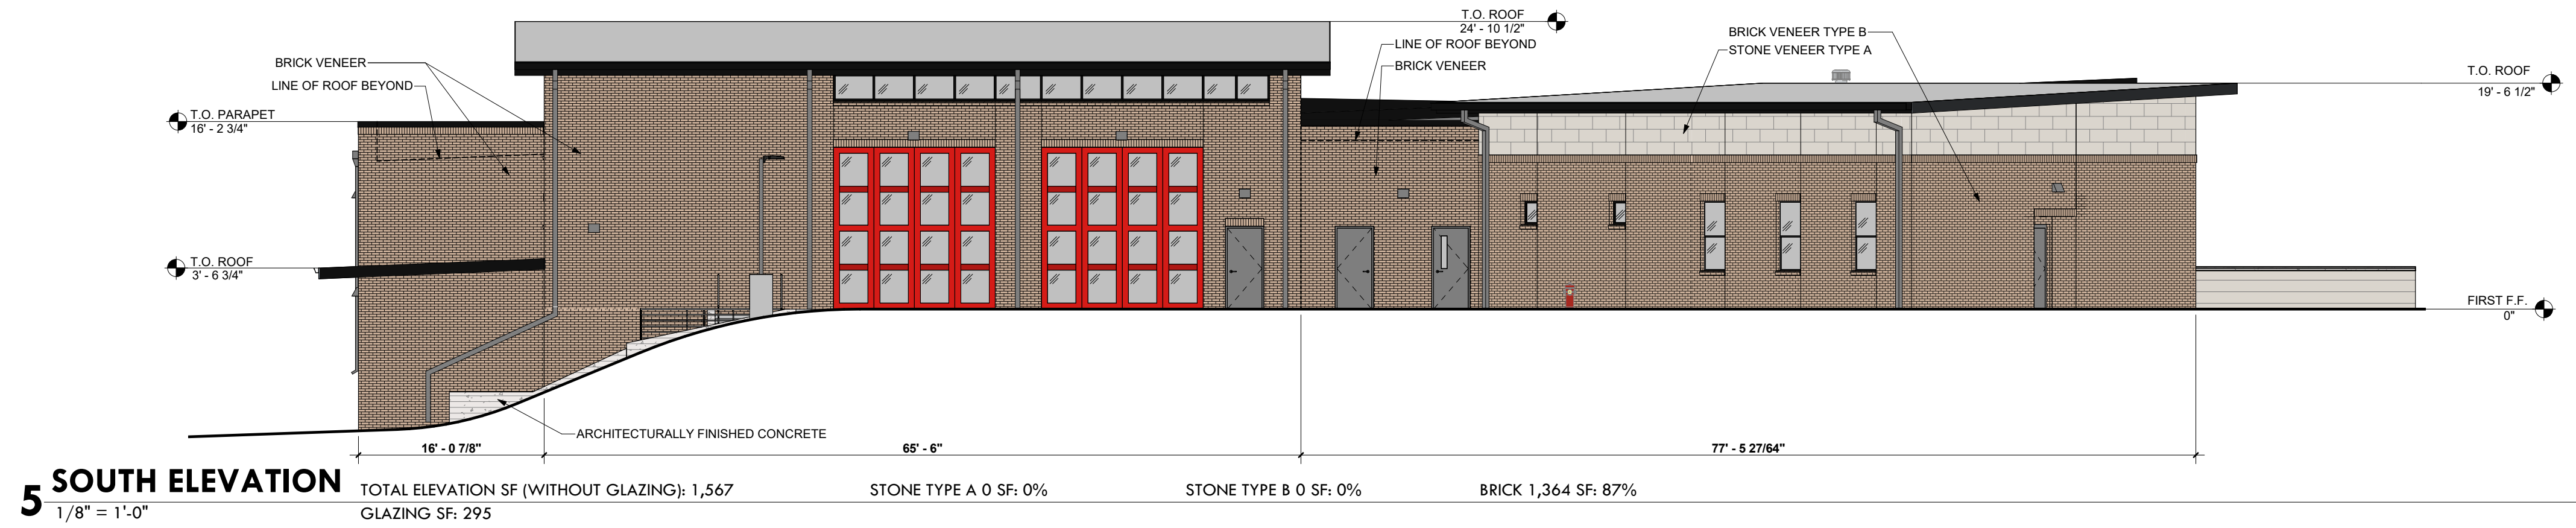 T.O. ROOF
24' - 10 1/2"
BRICK VENEER TYPE B
LINE OF ROOF BEYOND
STONE VENEER TYPE A
BRICK VENEER
BRICK VENEER
T.O. ROOF
19' - 6 1/2"
LINE OF ROOF BEYOND
T.O. PARAPET
16' - 2 3/4"
T.O. ROOF
3' - 6 3/4"
FIRST F.F.
0"
ARCHITECTURALLY FINISHED CONCRETE
16' - 0 7/8"
65' - 6"
77' - 5 27/64"
5 SOUTH ELEVATION
1/8" = 1'-0"
TOTAL ELEVATION SF (WITHOUT GLAZING): 1,567
STONE TYPE A 0 SF: 0%
STONE TYPE B 0 SF: 0%
BRICK 1,364 SF: 87%
GLAZING SF: 295